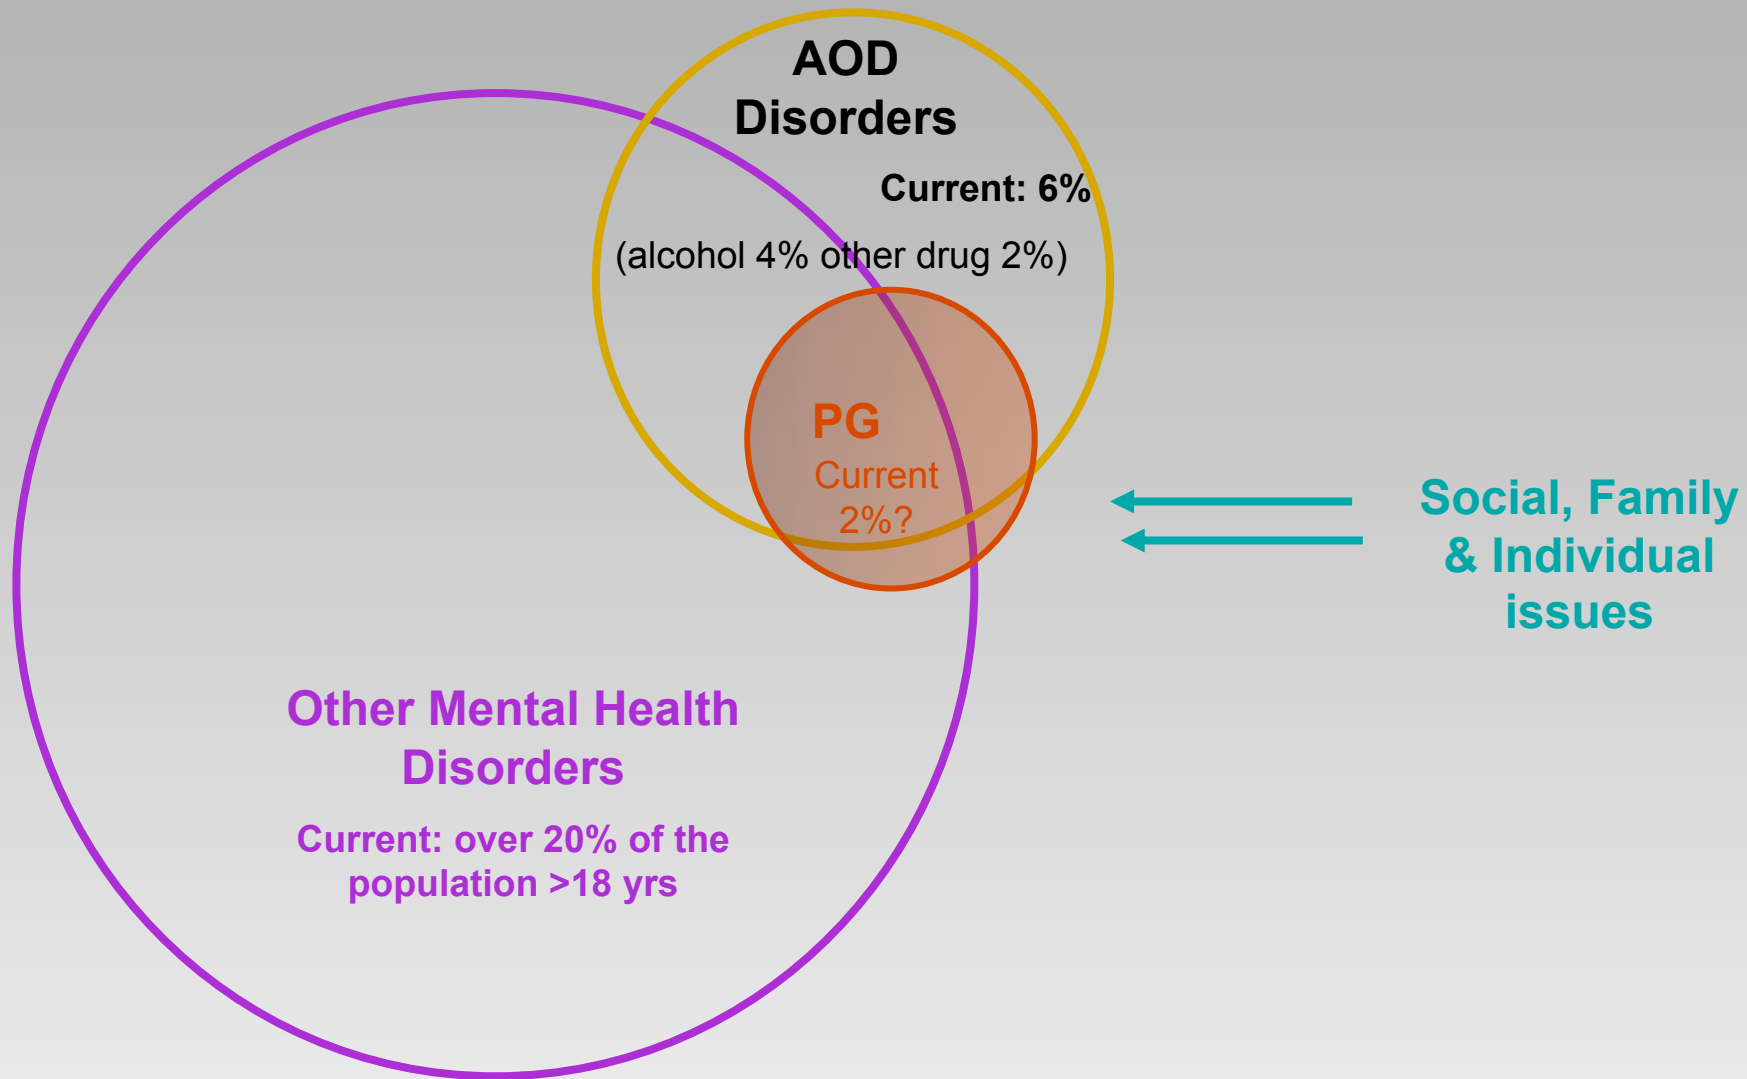 AOD
Disorders
Current: 6%
(alcohol 4% other drug 2%)
PG
Current
2%?
Social, Family
& Individual
issues
Other Mental Health
Disorders
Current: over 20% of the
population >18 yrs